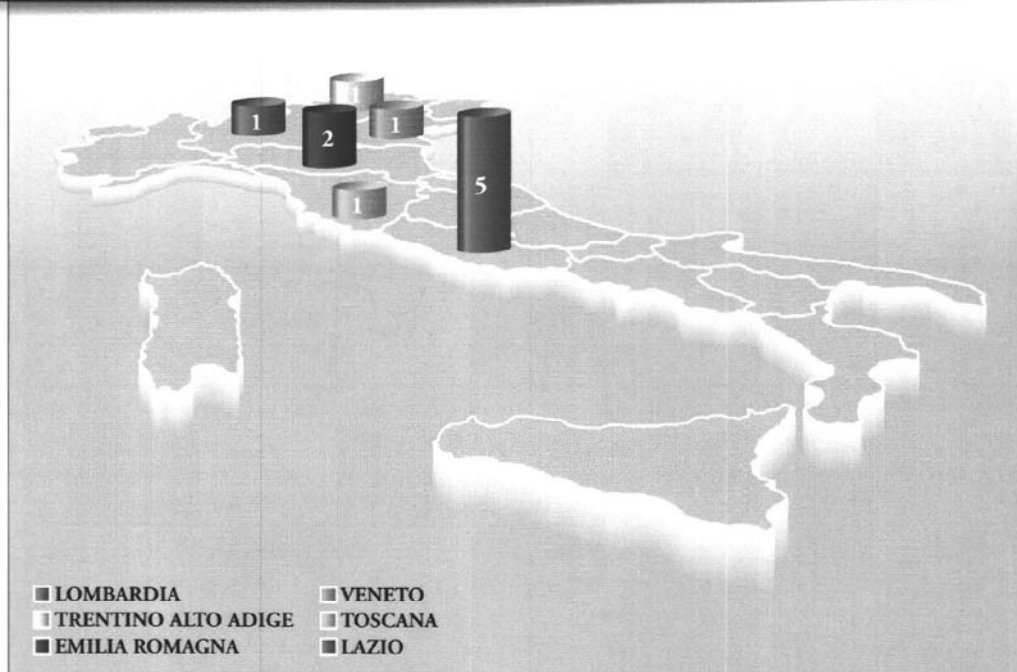 1
1
2
1
5
1
LOMBARDIA
TRENTINO ALTO ADIGE
EMILIA ROMAGNA
VENETO
TOSCANA
LAZIO